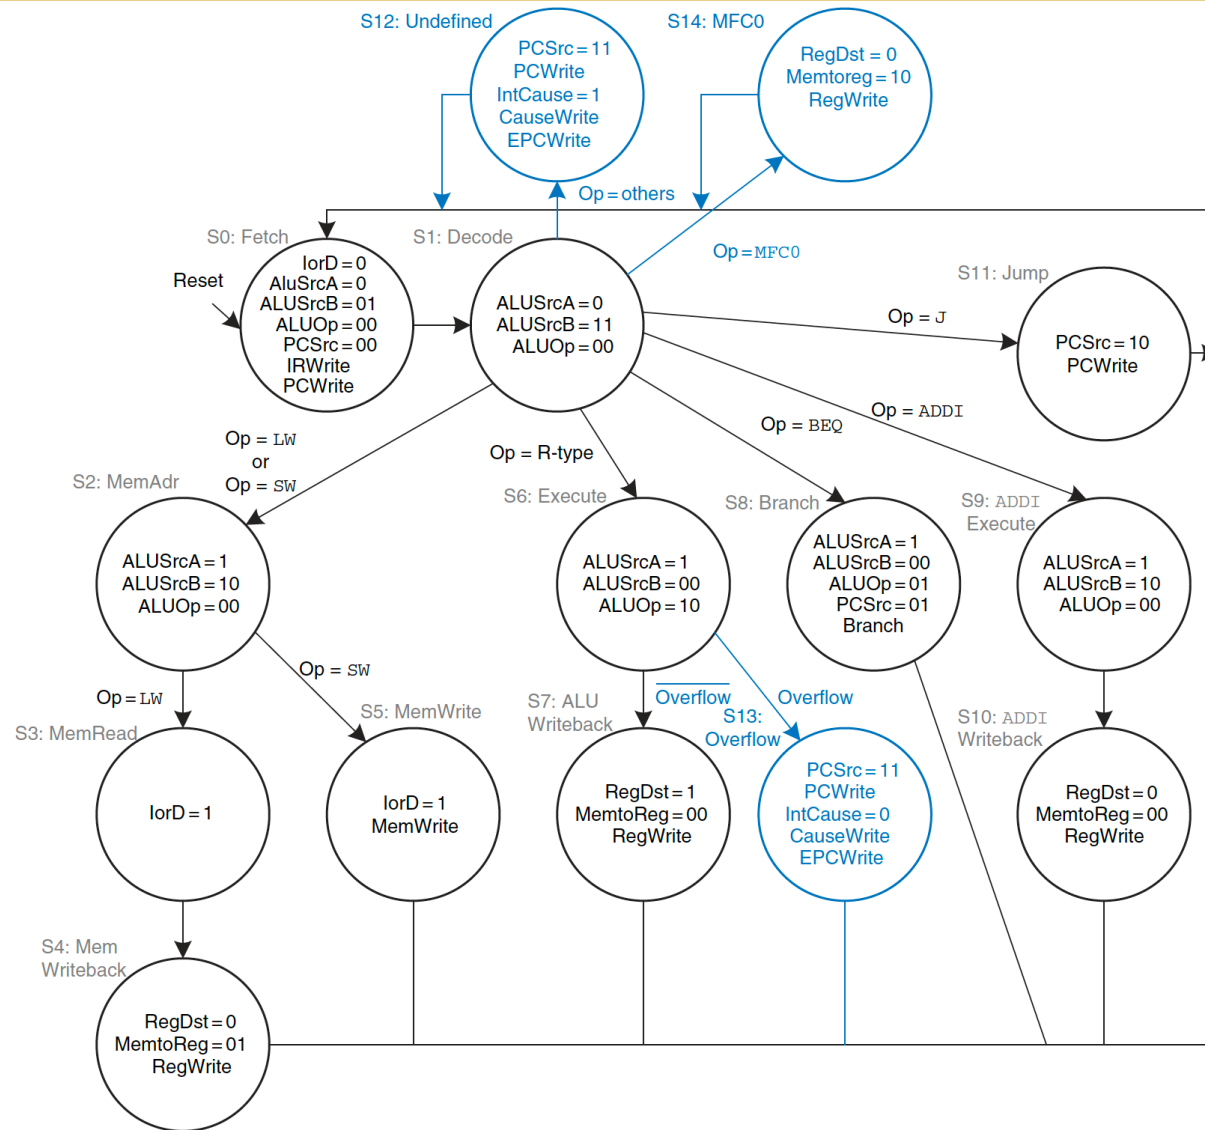 S12: Undefined
PCSrc = 11
PCWrite
IntCause = 1
CauseWrite
EPCWrite
S14: MFC0
RegDst = 0
Memtoreg = 10
RegWrite
Op = others
Op = MFC0
S0: Fetch
Reset
IorD = 0
AluSrcA = 0
ALUSrcB = 01
ALUOp = 00
PCSrc = 00
IRWrite
PCWrite
S1: Decode
ALUSrcA = 0
ALUSrcB = 11
ALUOp = 00
S11: Jump
Op = J
PCSrc = 10
PCWrite
Op = LW
or
Op = SW
Op = R-type
Op = BEQ
Op = ADDI
S2: MemAdr
ALUSrcA = 1
ALUSrcB = 10
ALUOp = 00
S6: Execute
ALUSrcA = 1
ALUSrcB = 00
ALUOp = 10
S8: Branch
ALUSrcA = 1
ALUSrcB = 00
ALUOp = 01
PCSrc = 01
Branch
S9: ADDI
Execute
ALUSrcA = 1
ALUSrcB = 10
ALUOp = 00
Op = LW
Op = SW
Overflow
Overflow
S3: MemRead
IorD = 1
S5: MemWrite
IorD = 1
MemWrite
S7: ALU
Writeback
RegDst = 1
MemtoReg = 00
RegWrite
S13:
Overflow
PCSrc = 11
PCWrite
IntCause = 0
CauseWrite
EPCWrite
S10: ADDI
Writeback
RegDst = 0
MemtoReg = 00
RegWrite
S4: Mem
Writeback
RegDst = 0
MemtoReg = 01
RegWrite